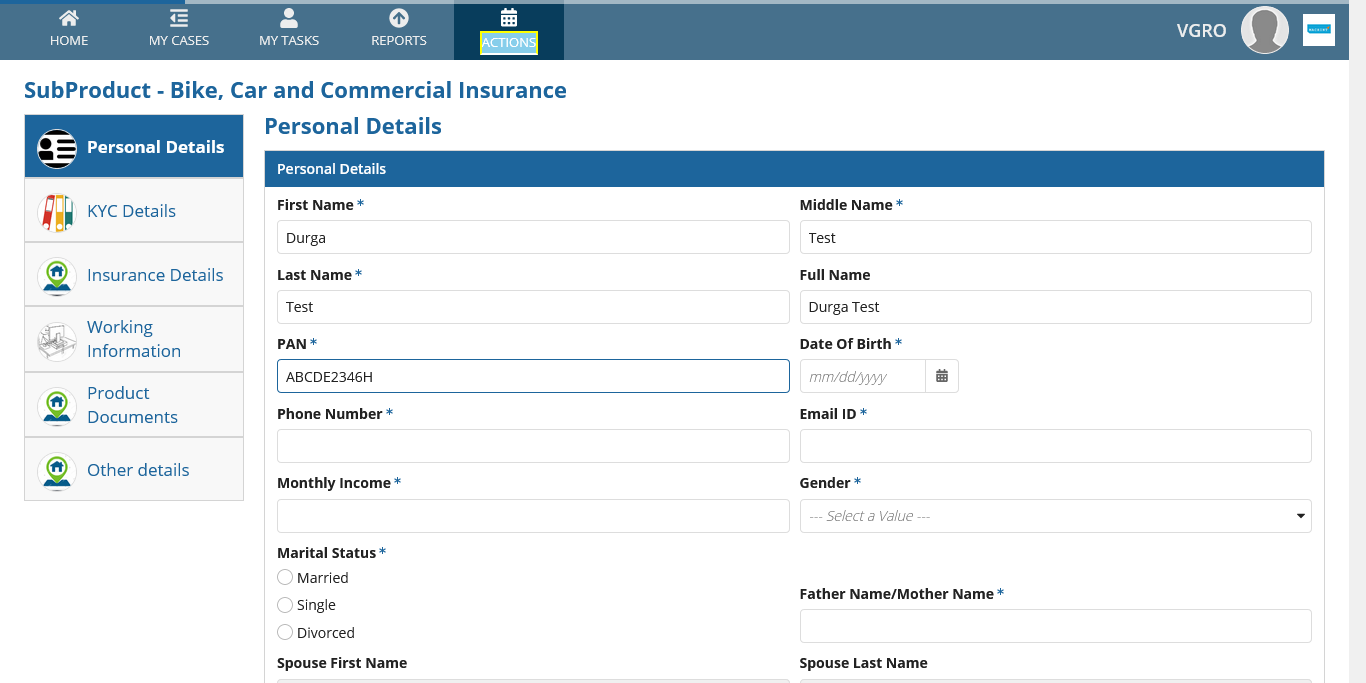 HOME
MY CASES
MY TASKS
REPORTS
ACTIONS
VGRO
SubProduct - Bike, Car and Commercial Insurance
Personal Details
KYC Details
Insurance Details
Working
Information
Product
Documents
Other details
Personal Details
Personal Details
First Name *
Middle Name *
Durga
Test
Last Name *
Full Name
Test
Durga Test
PAN *
Date Of Birth *
ABCDE2346H
mm/dd/yyyy
Phone Number *
Email ID *
Monthly Income *
Gender *
--- Select a Value ---
Marital Status *
Married
Single
Divorced
Father Name/Mother Name *
Spouse First Name
Spouse Last Name